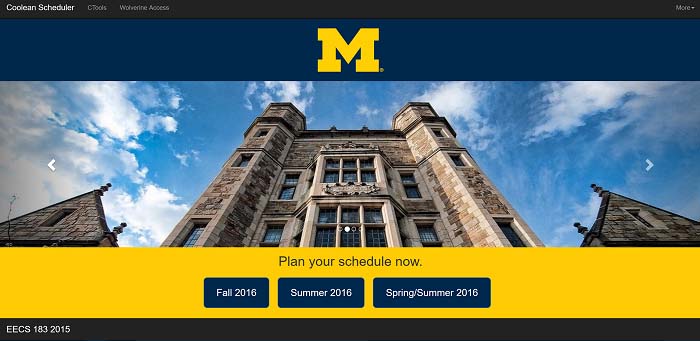 Coolean Scheduler CTools Wolverine Access More
M®
Plan your schedule now.
Fall 2016 Summer 2016 Spring/Summer 2016
EECS 183 2015